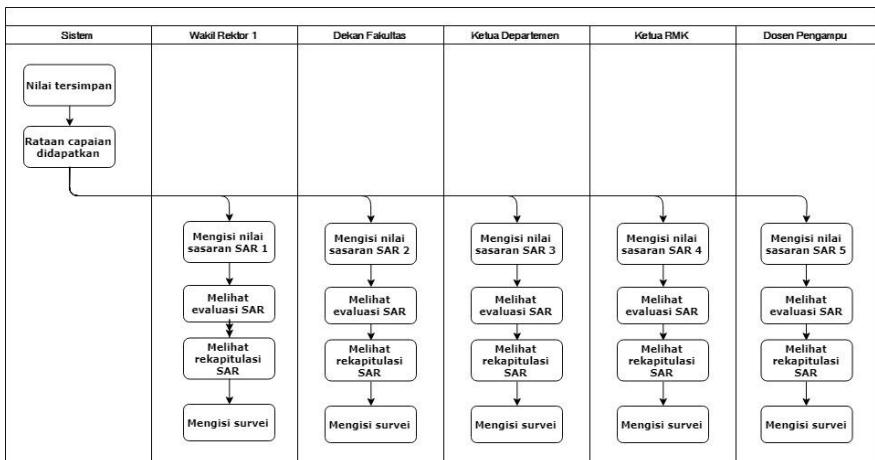 Sistem
Wakil Rektor 1
Dekan Fakultas
Ketua Departemen
Ketua RMK
Dosen Pengampu
Nilai tersimpan
Rataan capaian
didapatkan
Mengisi nilai
sasaran SAR 1
Mengisi nilai
sasaran SAR 2
Mengisi nilai
sasaran SAR 3
Mengisi nilai
sasaran SAR 4
Mengisi nilai
sasaran SAR 5
Melihat
evaluasi SAR
Melihat
evaluasi SAR
Melihat
evaluasi SAR
Melihat
evaluasi SAR
Melihat
evaluasi SAR
Melihat
rekapitulasi
SAR
Melihat
rekapitulasi
SAR
Melihat
rekapitulasi
SAR
Melihat
rekapitulasi
SAR
Melihat
rekapitulasi
SAR
Mengisi survei
Mengisi survei
Mengisi survei
Mengisi survei
Mengisi survei